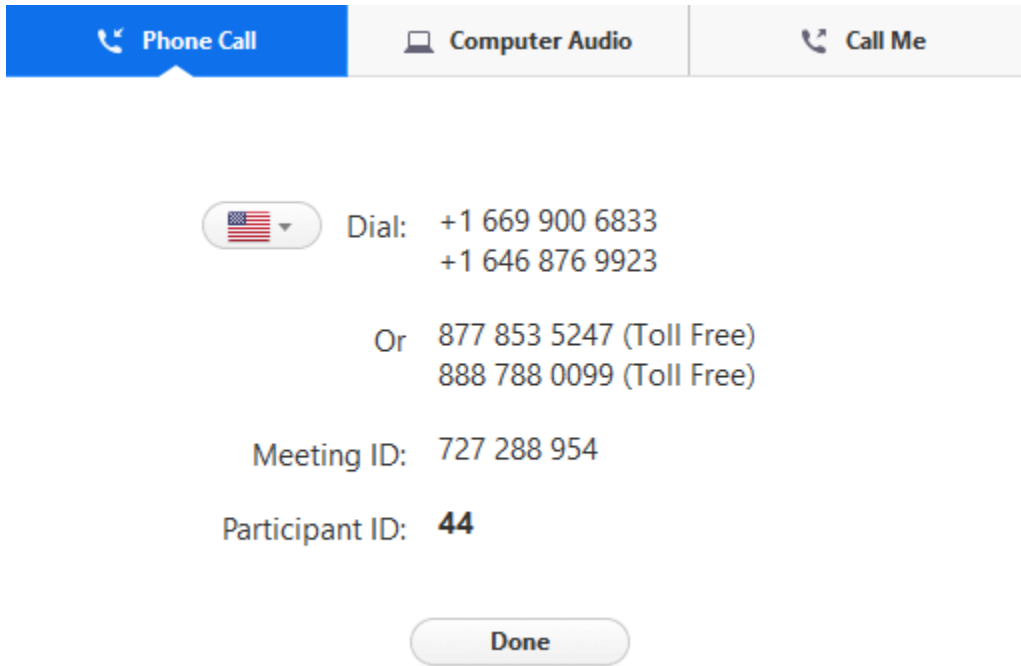 Phone Call Computer Audio Call Me
Dial: +1 669 900 6833
+1 646 876 9923
Or 877 853 5247 (Toll Free)
888 788 0099 (Toll Free)
Meeting ID: 727 288 954
Participant ID: 44
Done